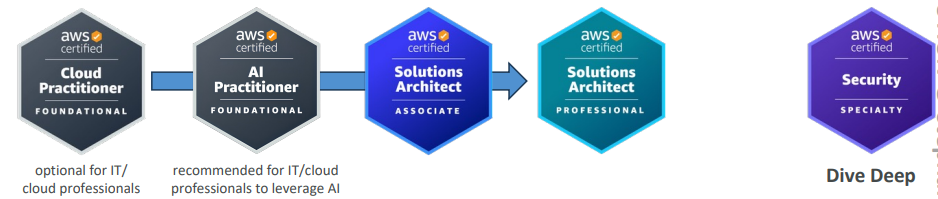 aws
certified
Cloud
Practitioner
FOUNDATIONAL
optional for IT/
cloud professionals
aws
certified
AI
Practitioner
FOUNDATIONAL
recommended for IT/cloud
professionals to leverage AI
aws
certified
Solutions
Architect
ASSOCIATE
aws
certified
Solutions
Architect
PROFESSIONAL
aws
certified
Security
SPECIALTY
Dive Deep